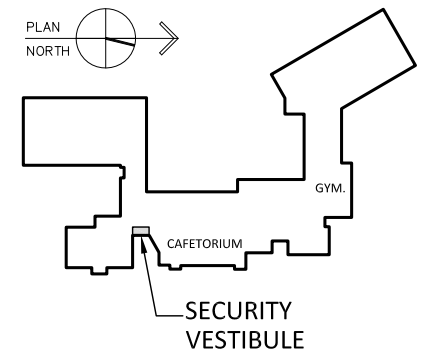 PLAN
NORTH
GYM.
CAFETORIUM
SECURITY
VESTIBULE